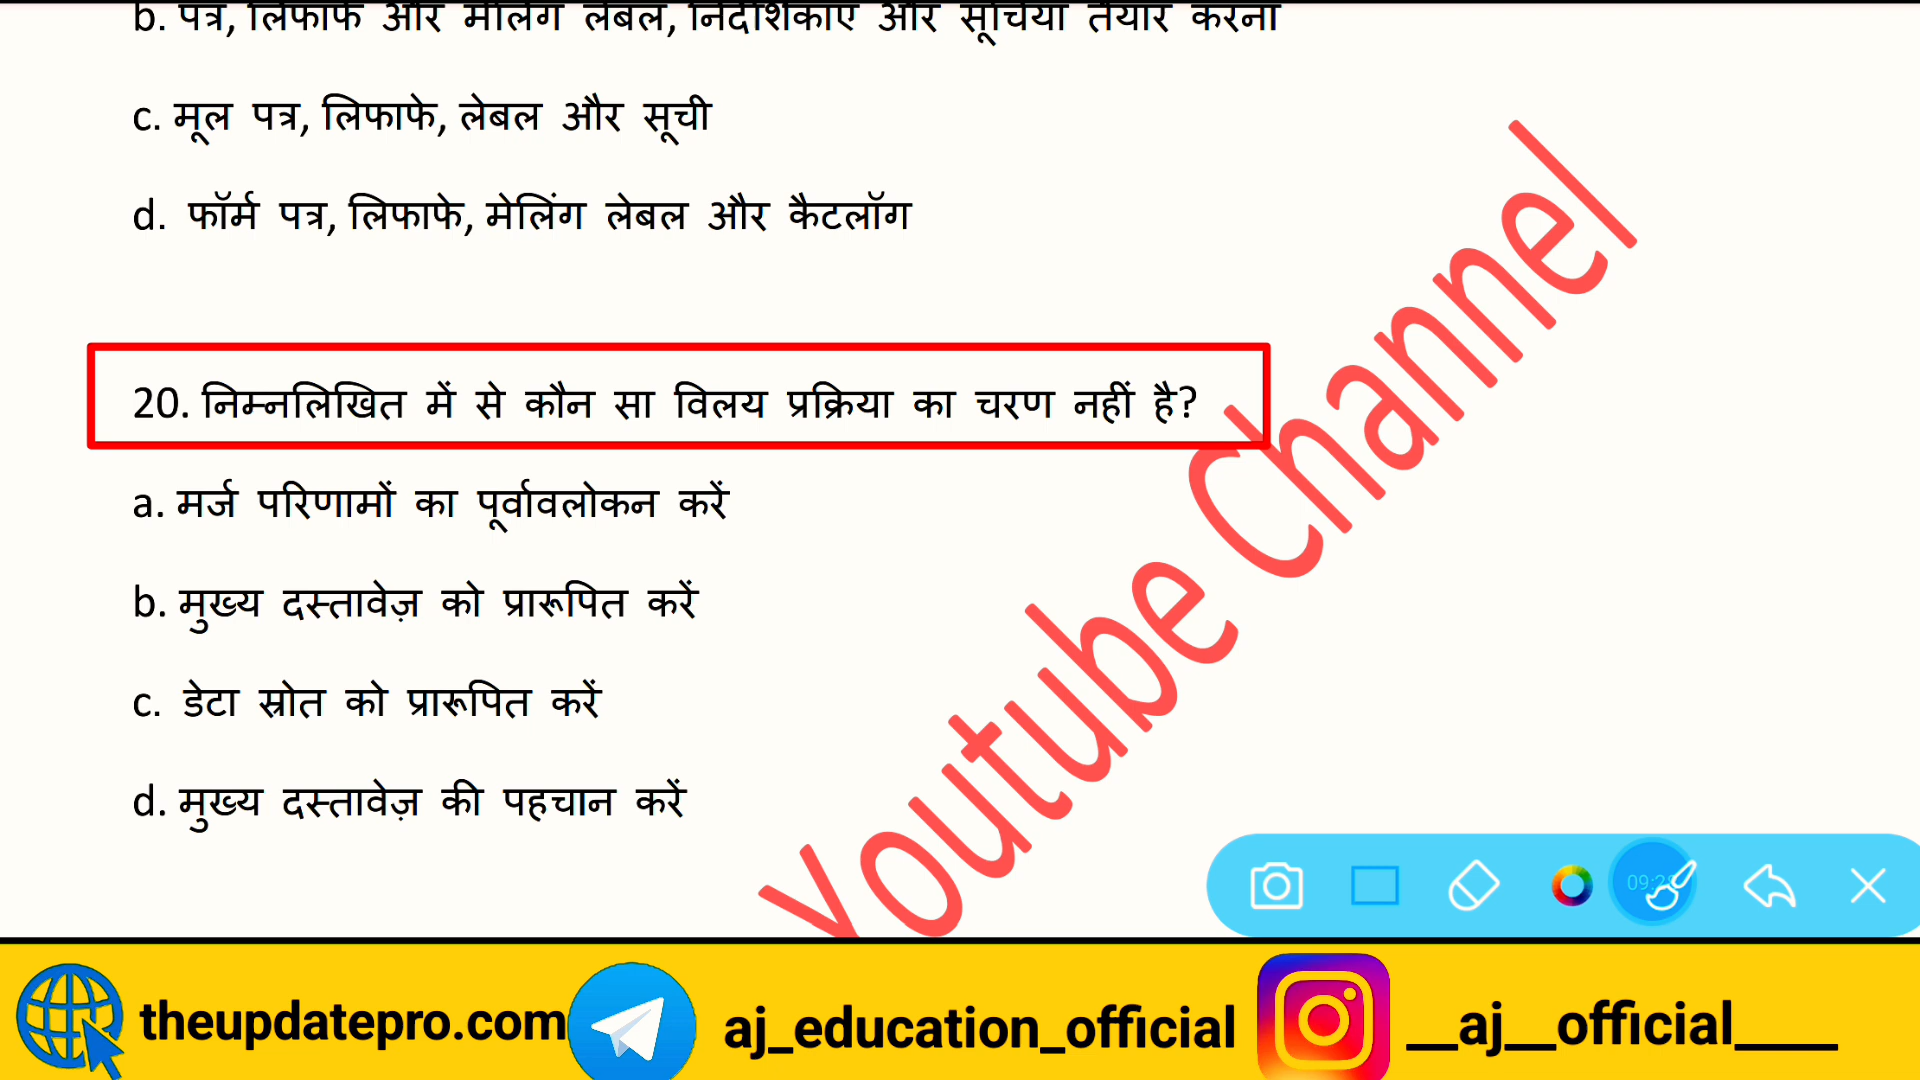 b. पत्र, लिफाफे और मेलिंग लेबल, निर्देशिकाएं और सूचियां तैयार करना
c. मूल पत्र, लिफाफे, लेबल और सूची
d. फॉर्म पत्र, लिफाफे, मेलिंग लेबल और कैटलॉग
20. निम्नलिखित में से कौन सा विलय प्रक्रिया का चरण नहीं है?
a. मर्ज परिणामों का पूर्वावलोकन करें
b. मुख्य दस्तावेज़ को प्रारूपित करें
c. डेटा स्रोत को प्रारूपित करें
d. मुख्य दस्तावेज़ की पहचान करें
Youtube Channel
theupdatepro.com
aj_education_official
__aj__official____